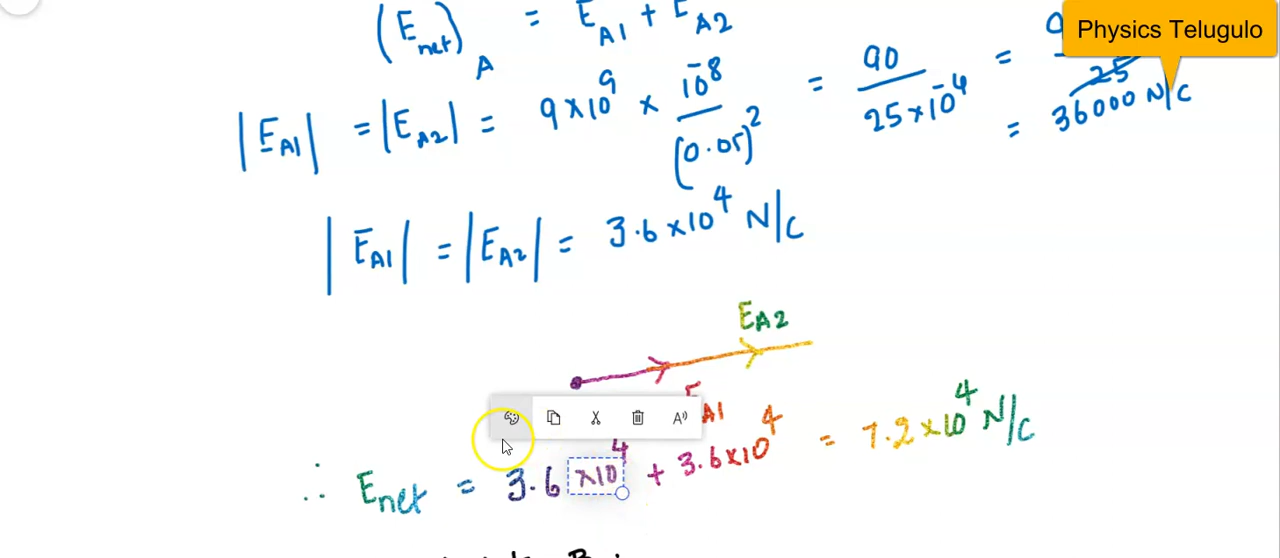 (E_net)_A = E_A1 + E_A2
Physics Telugulo
|E_A1| = |E_A2| = 9×10^9 × 10^-8 / (0.05)^2 = 90 / 25×10^-4 =
25
= 36000 N/C
|E_A1| = |E_A2| = 3.6×10^4 N/C
E_A2
A1
∴ E_net = 3.6 ×10^4 + 3.6×10^4 = 7.2×10^4 N/C